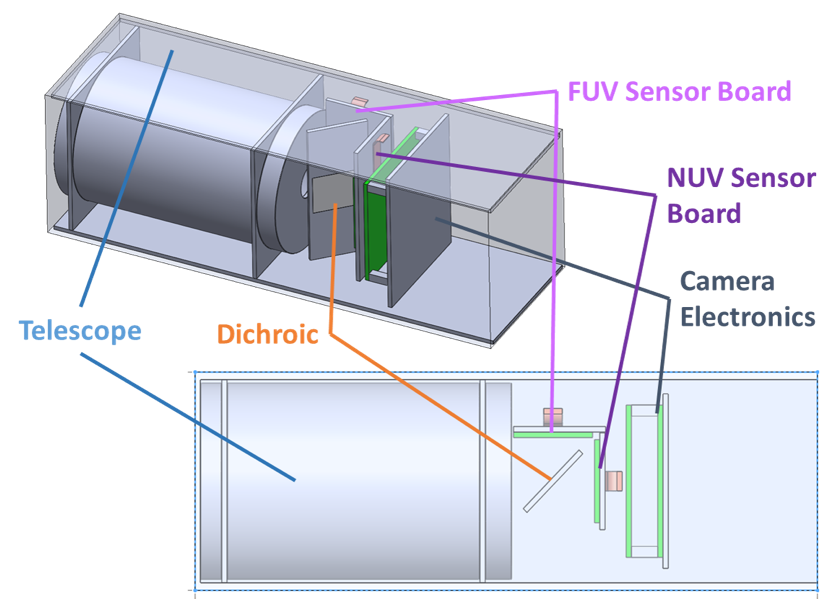 FUV Sensor Board
NUV Sensor
Board
Camera
Electronics
Telescope
Dichroic